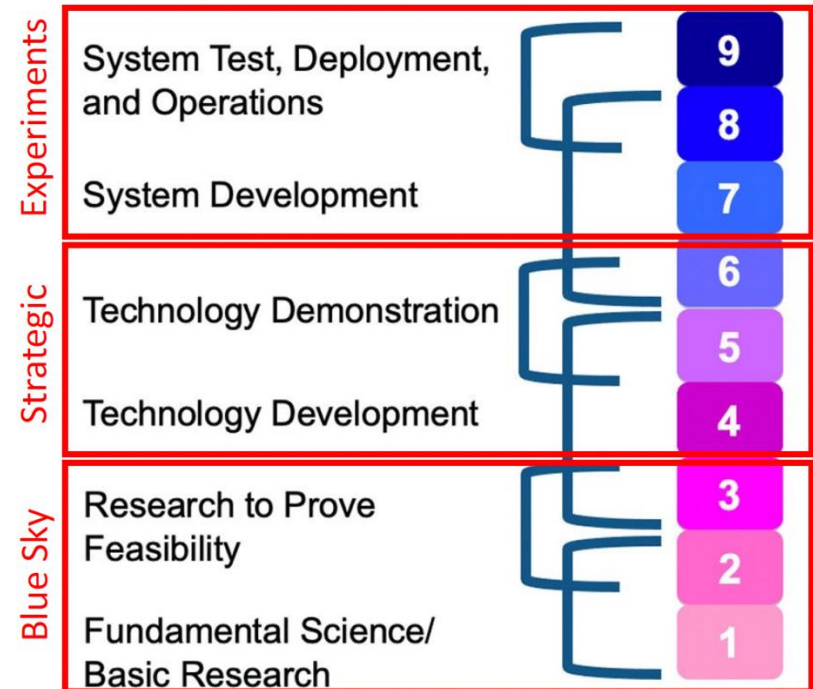 Experiments
System Test, Deployment,
and Operations
System Development
9
8
7
Strategic
Technology Demonstration
Technology Development
6
5
4
Blue Sky
Research to Prove
Feasibility
Fundamental Science/
Basic Research
3
2
1